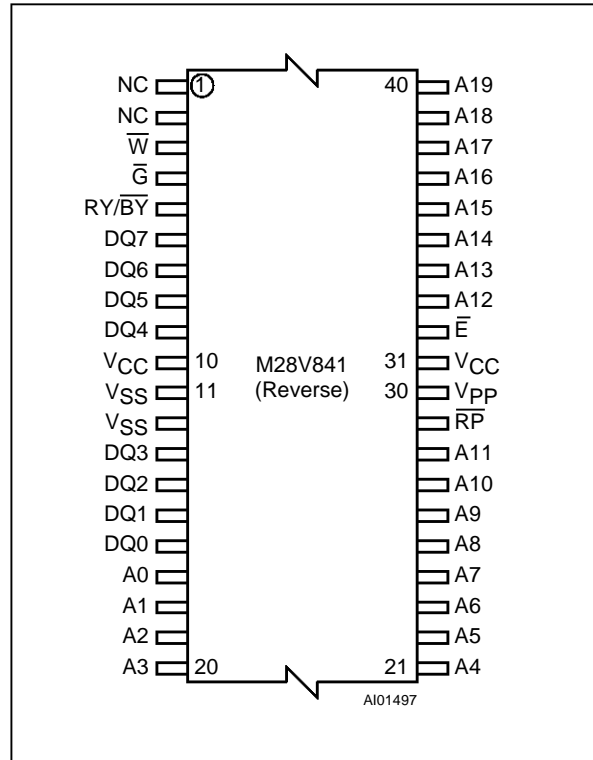 NC 1 40 A19
NC A18
W̅ A17
G̅ A16
RY/B̅Y̅ A15
DQ7 A14
DQ6 A13
DQ5 A12
DQ4 E̅
VCC 10 M28V841 31 VCC
VSS 11 (Reverse) 30 VPP
VSS R̅P̅
DQ3 A11
DQ2 A10
DQ1 A9
DQ0 A8
A0 A7
A1 A6
A2 A5
A3 20 21 A4
AI01497